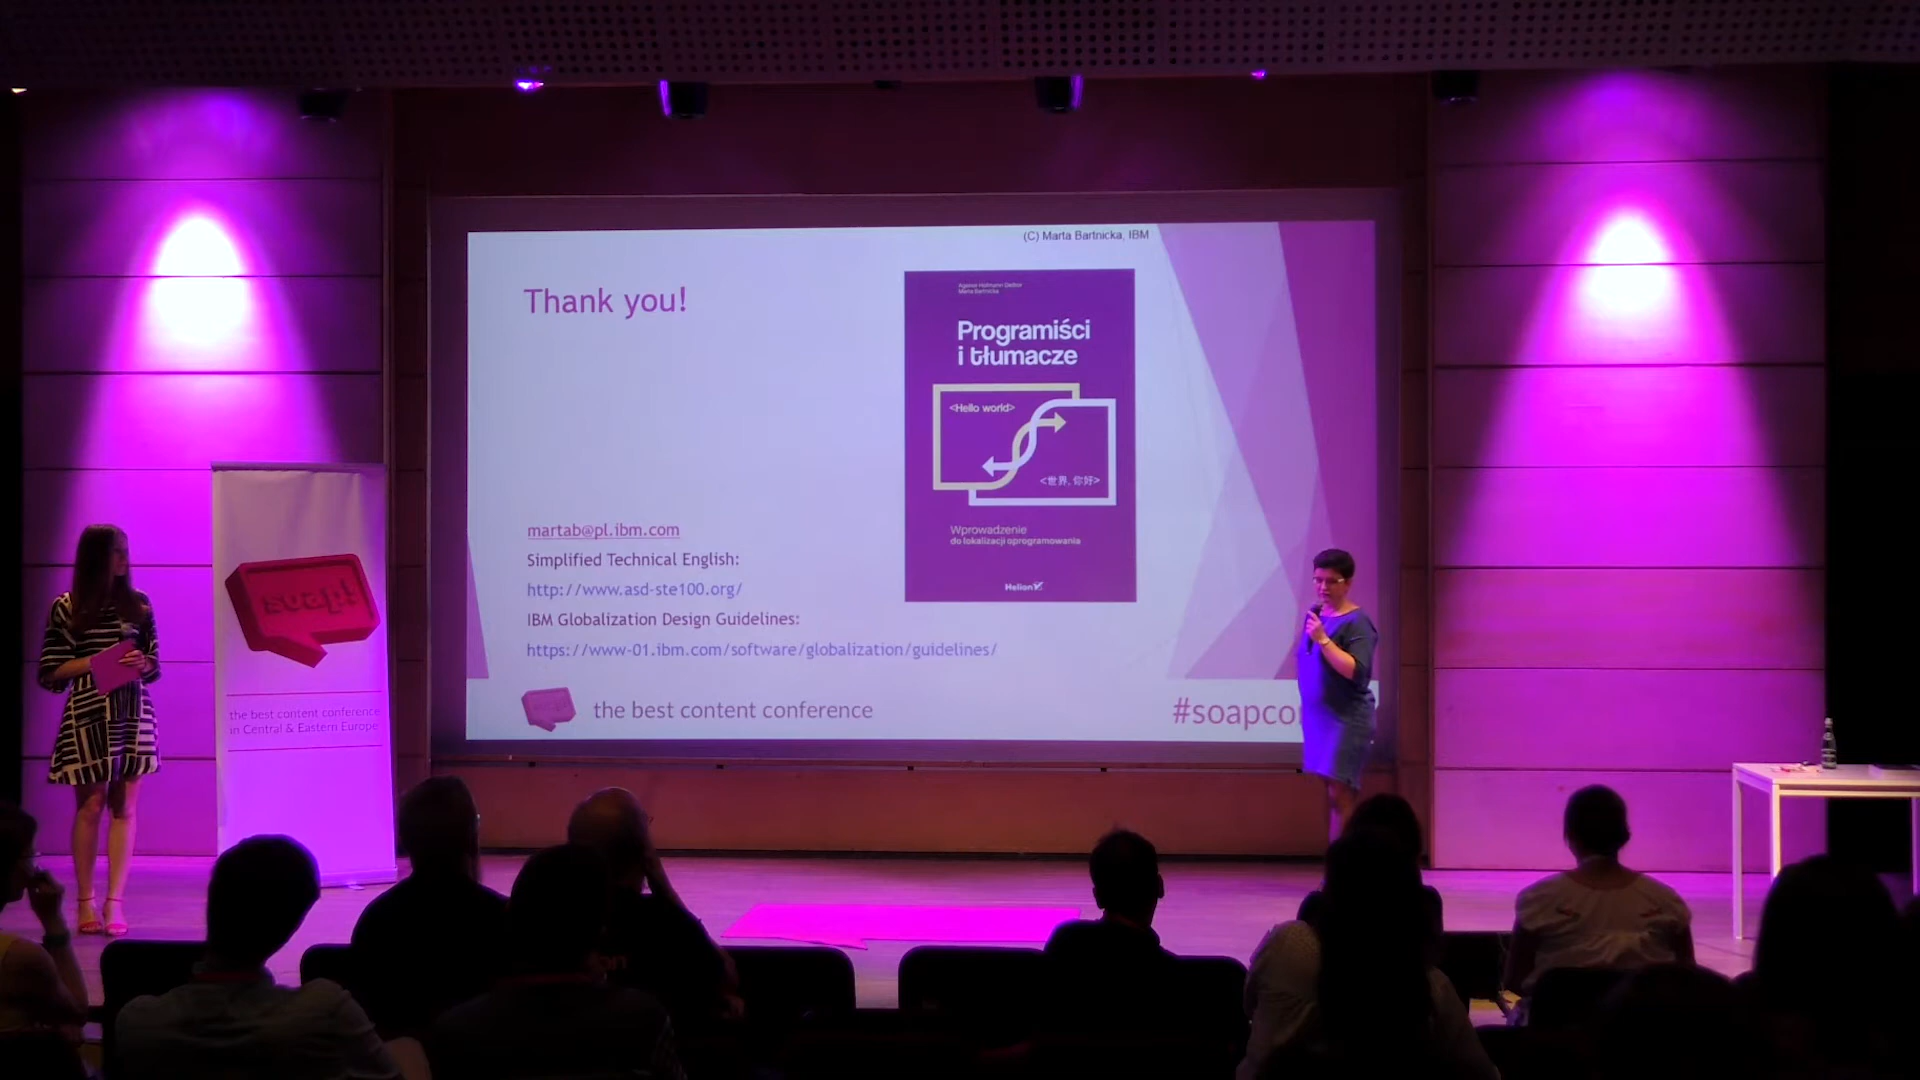 (C) Marta Bartnicka, IBM
Thank you!
Marta Bartnicka
Programiści
i tłumacze
<Hello world>
<世界, 你好>
Wprowadzenie
do lokalizacji oprogramowania
Helion
martab@pl.ibm.com
Simplified Technical English:
http://www.asd-ste100.org/
IBM Globalization Design Guidelines:
https://www-01.ibm.com/software/globalization/guidelines/
the best content conference
#soapco
soap!
the best content conference
in Central & Eastern Europe